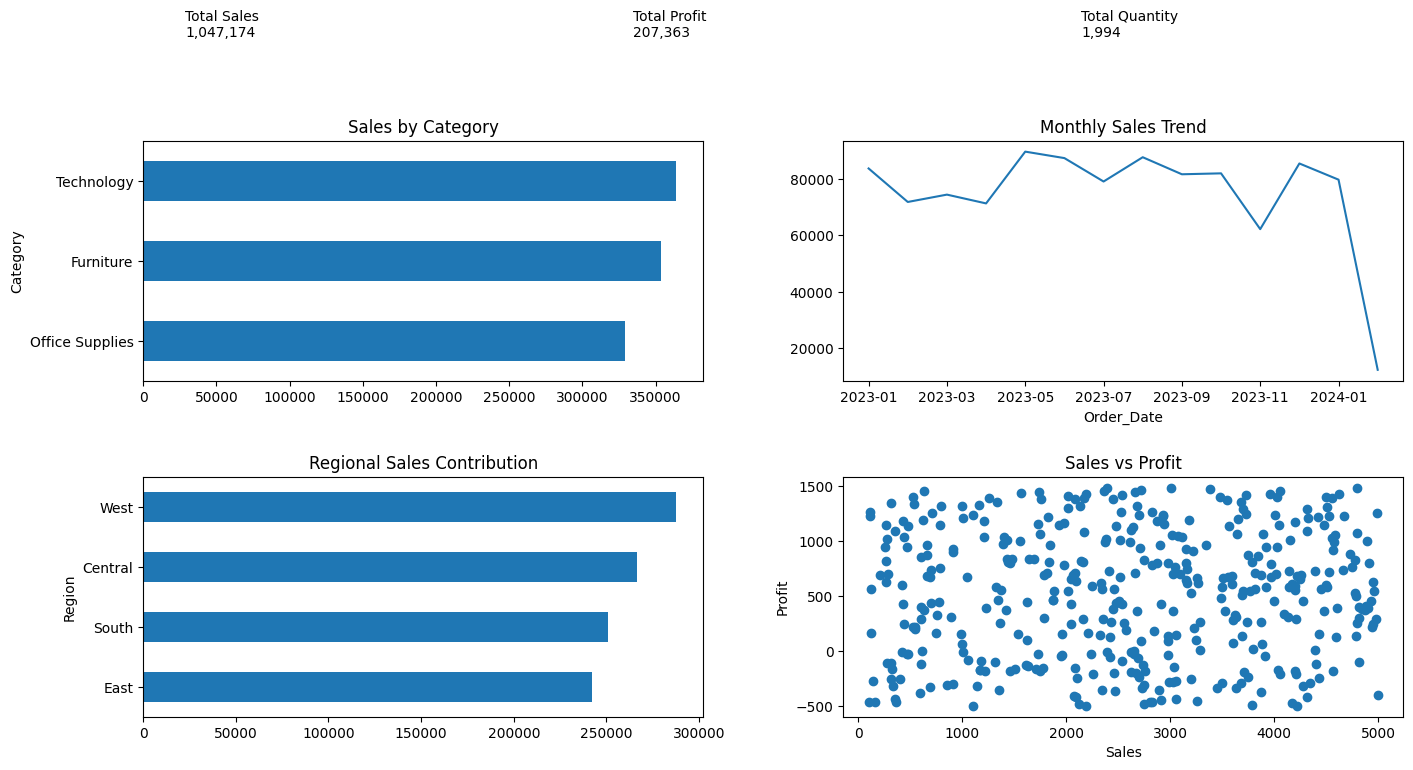 Total Sales
1,047,174
Total Profit
207,363
Total Quantity
1,994
Sales by Category
Category
Technology
Furniture
Office Supplies
0 50000 100000 150000 200000 250000 300000 350000
Monthly Sales Trend
80000
60000
40000
20000
2023-01 2023-03 2023-05 2023-07 2023-09 2023-11 2024-01
Order_Date
Regional Sales Contribution
Region
West
Central
South
East
0 50000 100000 150000 200000 250000 300000
Sales vs Profit
Profit
1500
1000
500
0
−500
0 1000 2000 3000 4000 5000
Sales